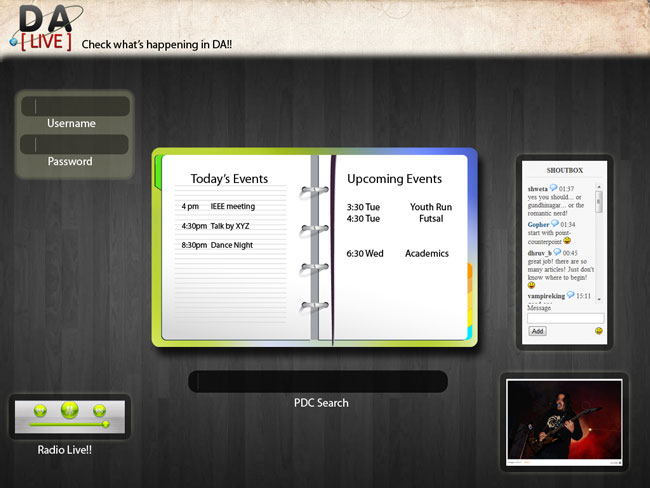 DA
[ LIVE ]
Check what's happening in DA!!
Username
Password
Today's Events
4 pm IEEE meeting
4:30pm Talk by XYZ
8:30pm Dance Night
Upcoming Events
3:30 Tue Youth Run
4:30 Tue Futsal
6:30 Wed Academics
SHOUTBOX
shweta 01:37
yes you should... or
gundhinagar... or the
romantic nerd!
Gopher 01:34
start with point-
counterpoint
dhruv_b 00:45
great job! there are so
many articles! Just don't
know where to begin!
vampireking 15:11
Message
Add
PDC Search
Radio Live!!